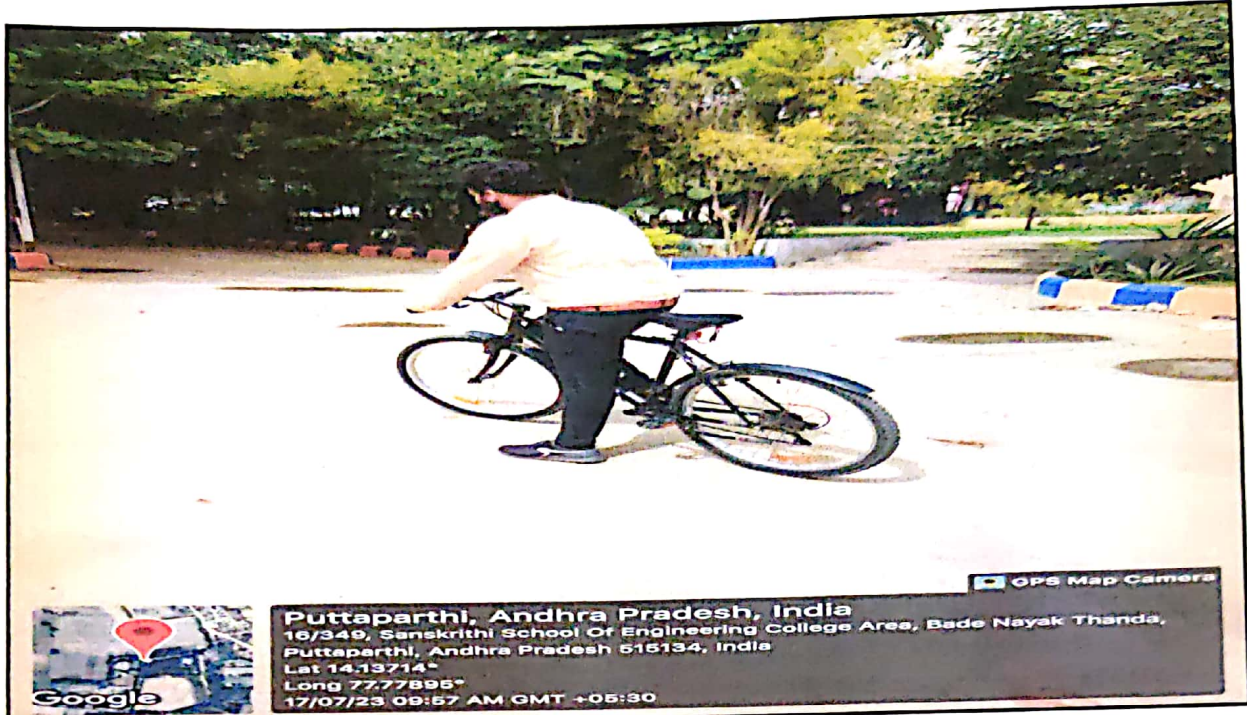 GPS Map Camera
Puttaparthi, Andhra Pradesh, India
16/349, Sanskrithi School Of Engineering College Area, Bade Nayak Thanda,
Puttaparthi, Andhra Pradesh 515134, India
Lat 14.13714°
Long 77.77895°
17/07/23 09:57 AM GMT +05:30
Google